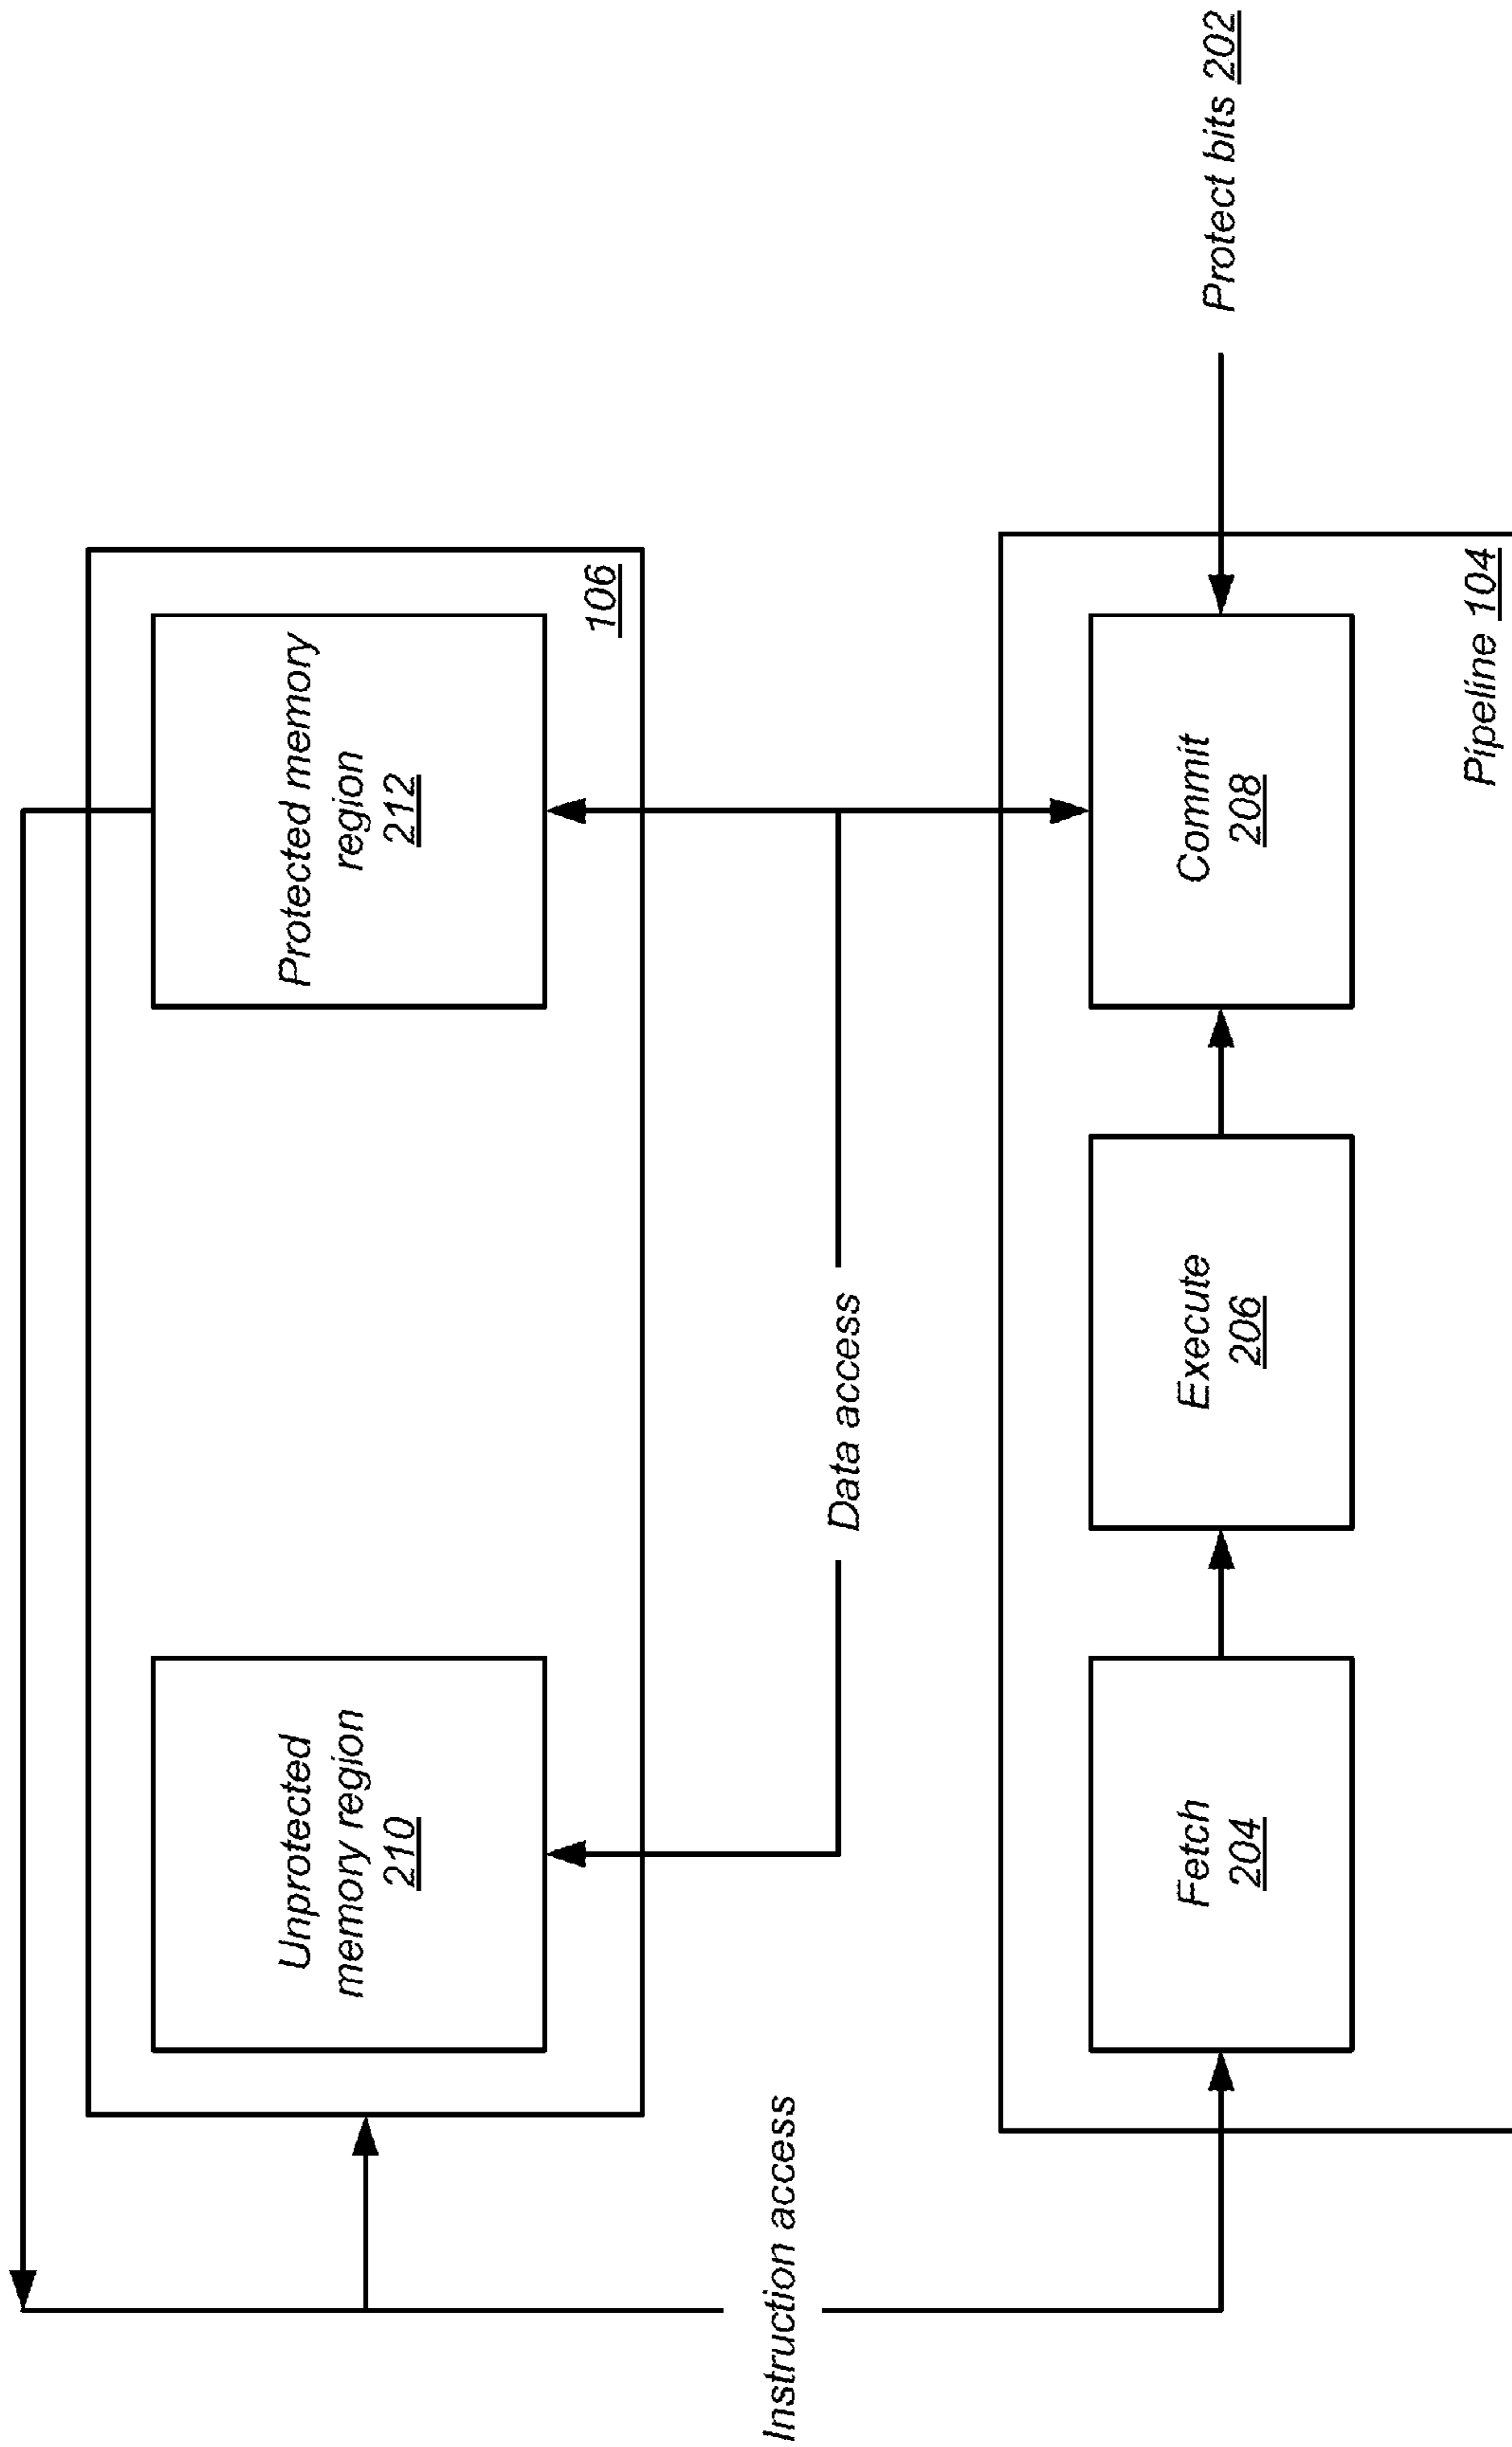 Unprotected
memory region
210
Protected memory
region
212
106
Data access
Instruction access
Fetch
204
Execute
206
Commit
208
Protect bits 202
Pipeline 104